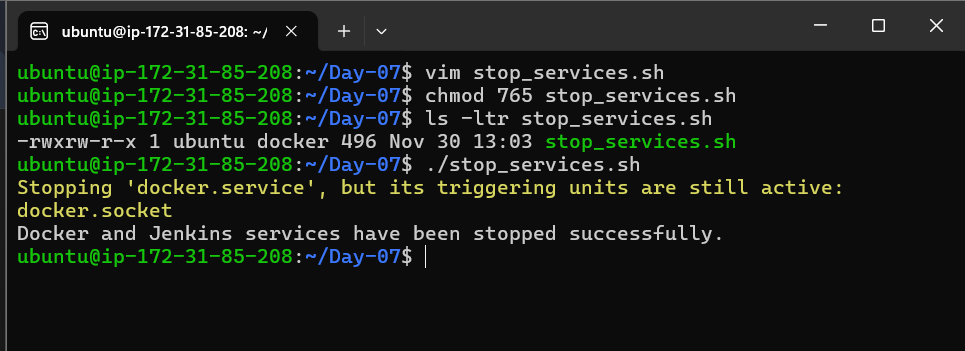 ubuntu@ip-172-31-85-208: ~/
ubuntu@ip-172-31-85-208:~/Day-07$ vim stop_services.sh
ubuntu@ip-172-31-85-208:~/Day-07$ chmod 765 stop_services.sh
ubuntu@ip-172-31-85-208:~/Day-07$ ls -ltr stop_services.sh
-rwxrw-r-x 1 ubuntu docker 496 Nov 30 13:03 stop_services.sh
ubuntu@ip-172-31-85-208:~/Day-07$ ./stop_services.sh
Stopping 'docker.service', but its triggering units are still active:
docker.socket
Docker and Jenkins services have been stopped successfully.
ubuntu@ip-172-31-85-208:~/Day-07$